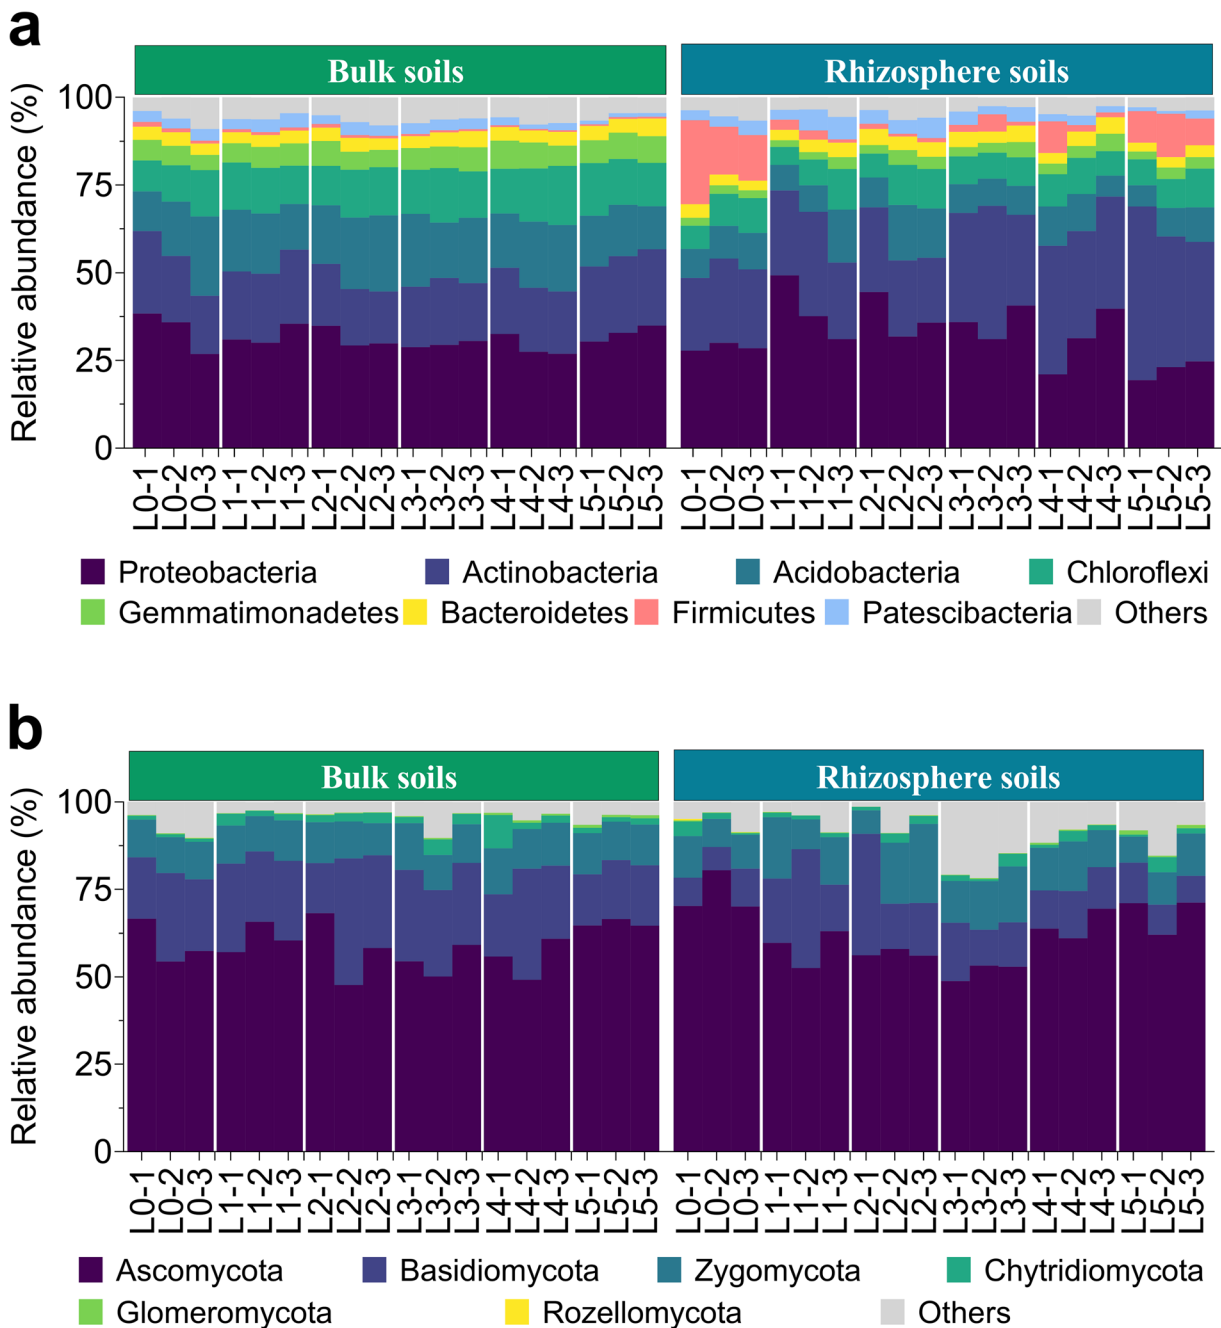 a
Bulk soils Rhizosphere soils
Relative abundance (%)
100
75
50
25
0
L0-1 L0-2 L0-3 L1-1 L1-2 L1-3 L2-1 L2-2 L2-3 L3-1 L3-2 L3-3 L4-1 L4-2 L4-3 L5-1 L5-2 L5-3 L0-1 L0-2 L0-3 L1-1 L1-2 L1-3 L2-1 L2-2 L2-3 L3-1 L3-2 L3-3 L4-1 L4-2 L4-3 L5-1 L5-2 L5-3
Proteobacteria Actinobacteria Acidobacteria Chloroflexi
Gemmatimonadetes Bacteroidetes Firmicutes Patescibacteria Others
b
Bulk soils Rhizosphere soils
Relative abundance (%)
100
75
50
25
0
L0-1 L0-2 L0-3 L1-1 L1-2 L1-3 L2-1 L2-2 L2-3 L3-1 L3-2 L3-3 L4-1 L4-2 L4-3 L5-1 L5-2 L5-3 L0-1 L0-2 L0-3 L1-1 L1-2 L1-3 L2-1 L2-2 L2-3 L3-1 L3-2 L3-3 L4-1 L4-2 L4-3 L5-1 L5-2 L5-3
Ascomycota Basidiomycota Zygomycota Chytridiomycota
Glomeromycota Rozellomycota Others